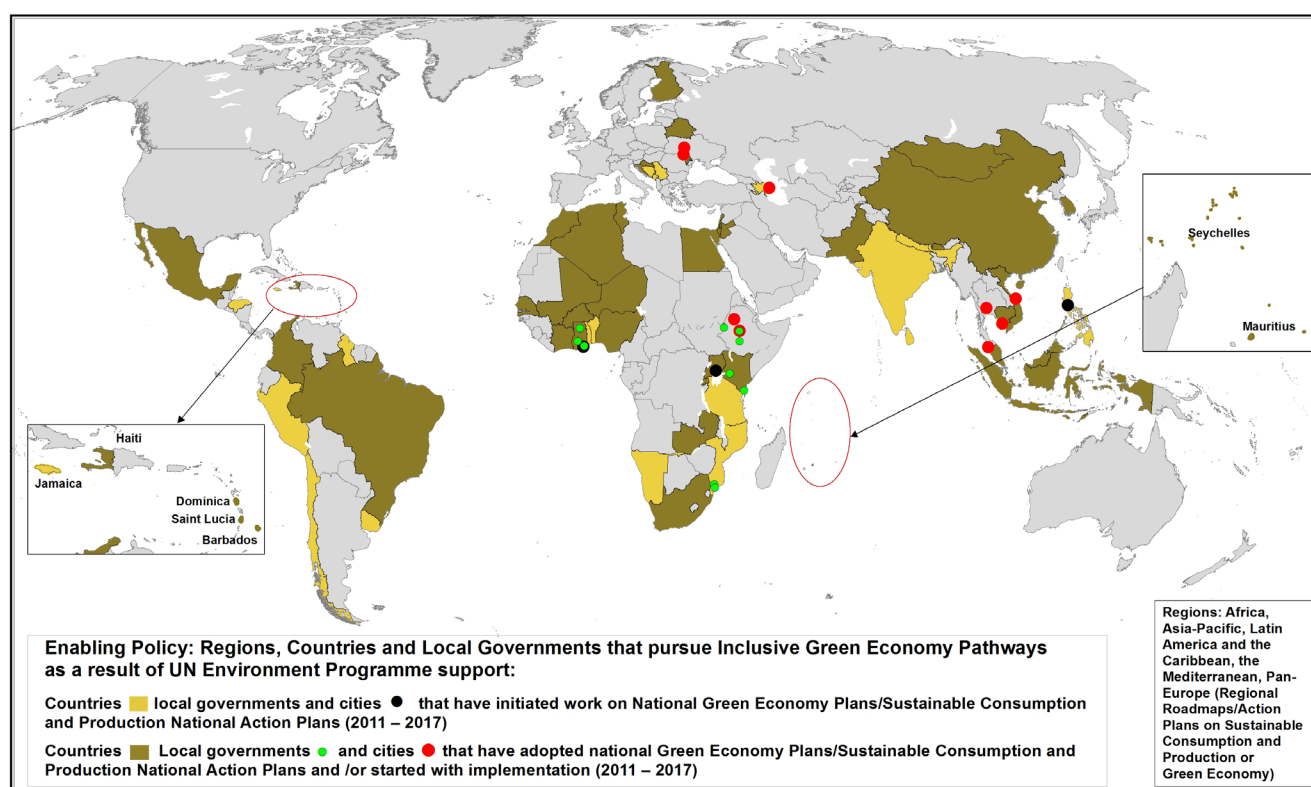 Seychelles
Mauritius
Haiti
Jamaica
Dominica
Saint Lucia
Barbados
Enabling Policy: Regions, Countries and Local Governments that pursue Inclusive Green Economy Pathways
as a result of UN Environment Programme support:
Countries local governments and cities that have initiated work on National Green Economy Plans/Sustainable Consumption
and Production National Action Plans (2011 – 2017)
Countries Local governments and cities that have adopted national Green Economy Plans/Sustainable Consumption and
Production National Action Plans and /or started with implementation (2011 – 2017)
Regions: Africa,
Asia-Pacific, Latin
America and the
Caribbean, the
Mediterranean, Pan-
Europe (Regional
Roadmaps/Action
Plans on Sustainable
Consumption and
Production or
Green Economy)